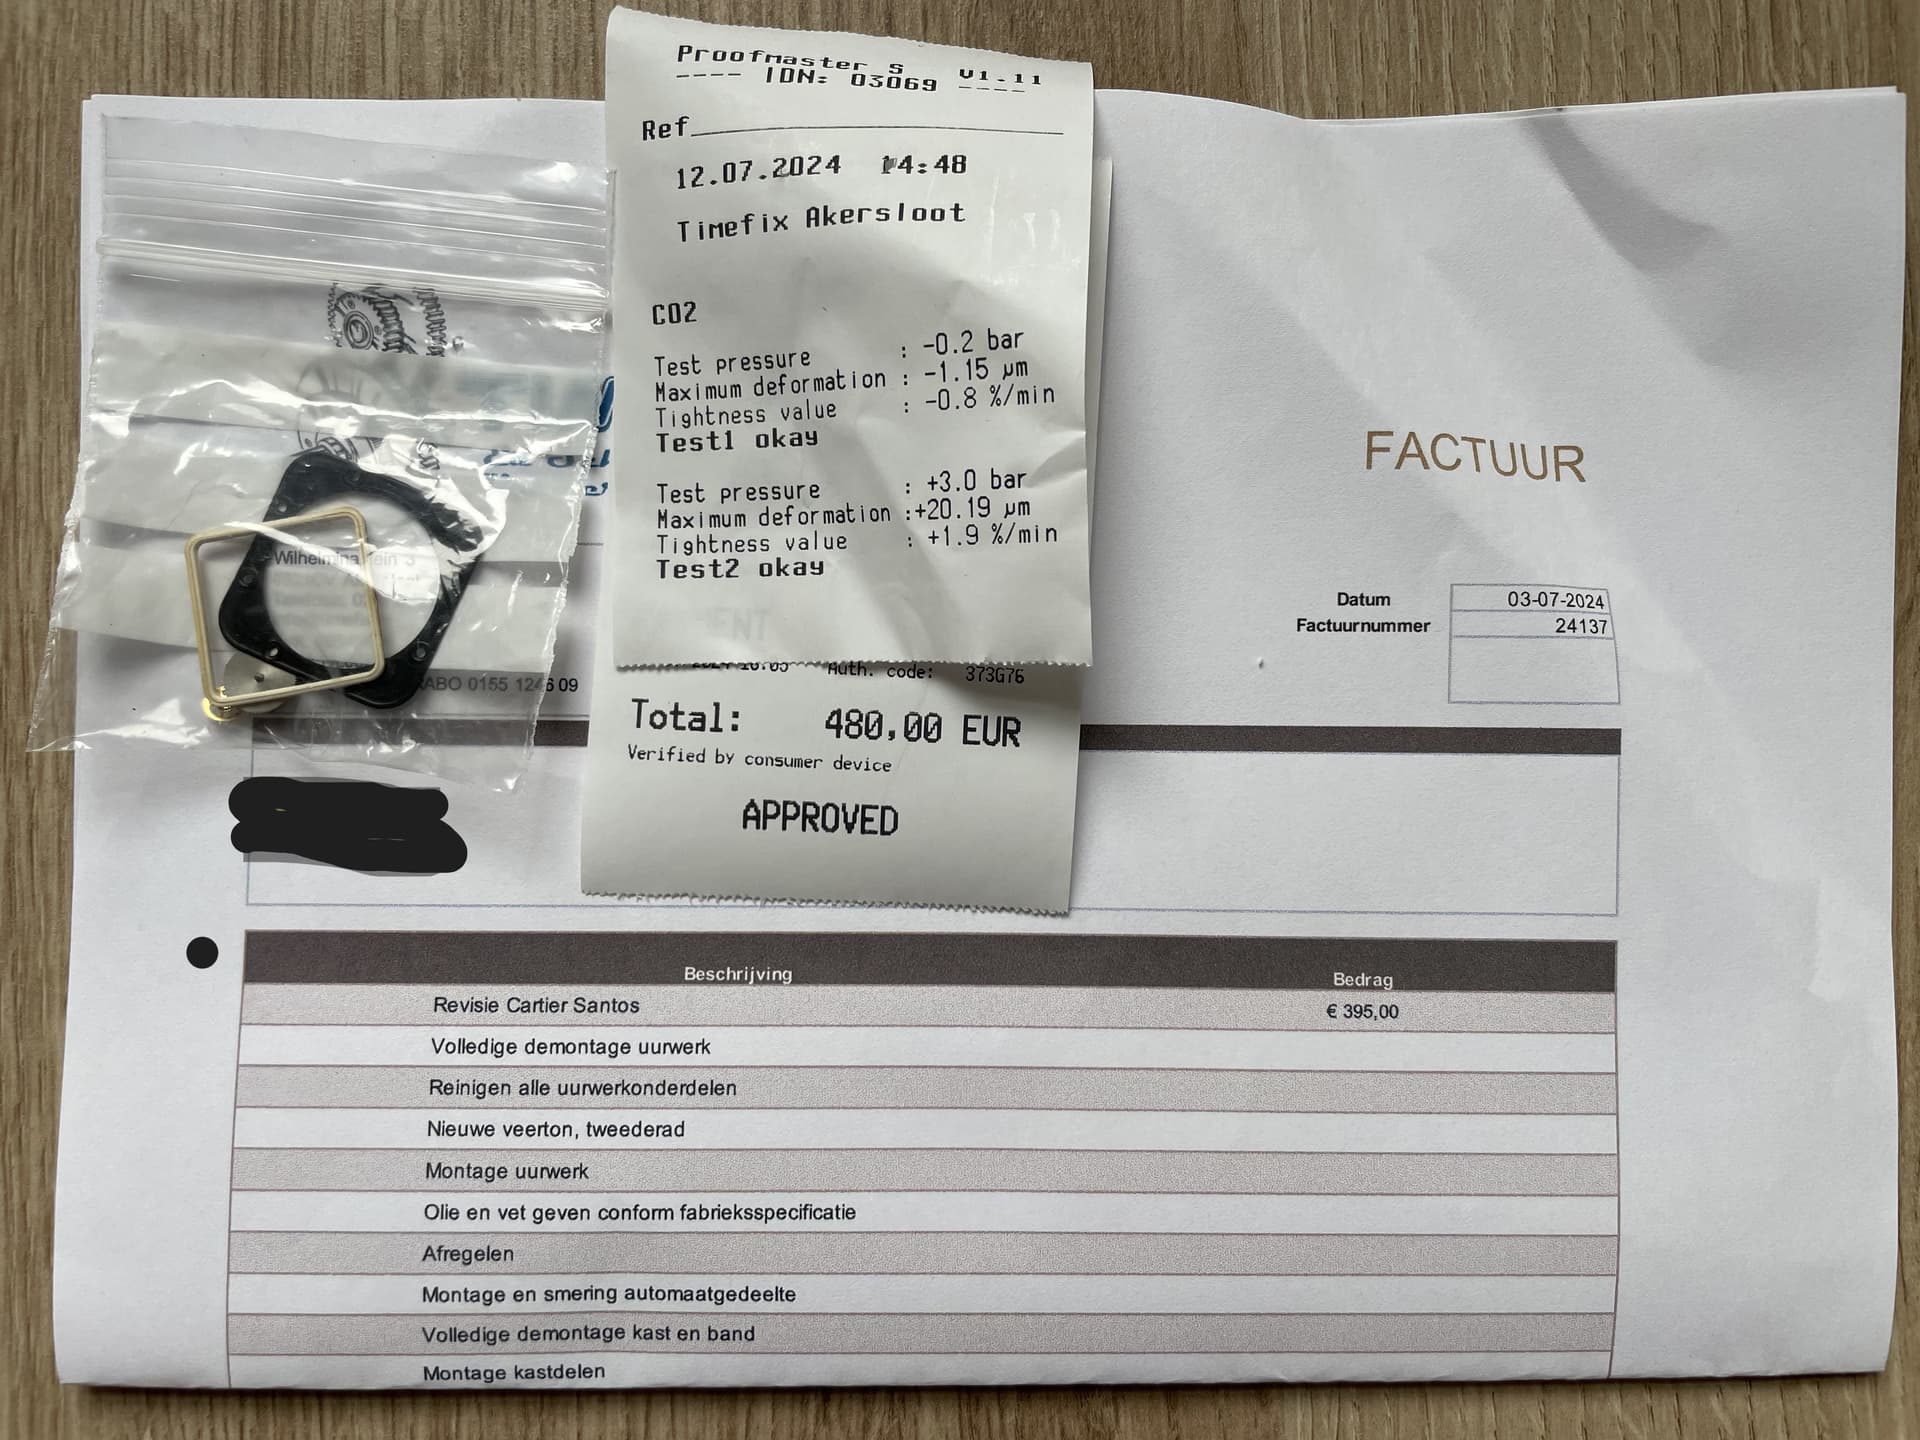 Proofmaster S V1.11
---- IDN: 03069 ----
Ref
12.07.2024 14:48
Timefix Akersloot
CO2
Test pressure : -0.2 bar
Maximum deformation : -1.15 µm
Tightness value : -0.8 %/min
Test1 okay
Test pressure : +3.0 bar
Maximum deformation :+20.19 µm
Tightness value : +1.9 %/min
Test2 okay
Auth. code: 373G76
Total: 480,00 EUR
Verified by consumer device
APPROVED
Wilhelmina
RABO 0155 1246 09
FACTUUR
Datum 03-07-2024
Factuurnummer 24137
Beschrijving Bedrag
Revisie Cartier Santos € 395,00
Volledige demontage uurwerk
Reinigen alle uurwerkonderdelen
Nieuwe veerton, tweederad
Montage uurwerk
Olie en vet geven conform fabrieksspecificatie
Afregelen
Montage en smering automaatgedeelte
Volledige demontage kast en band
Montage kastdelen